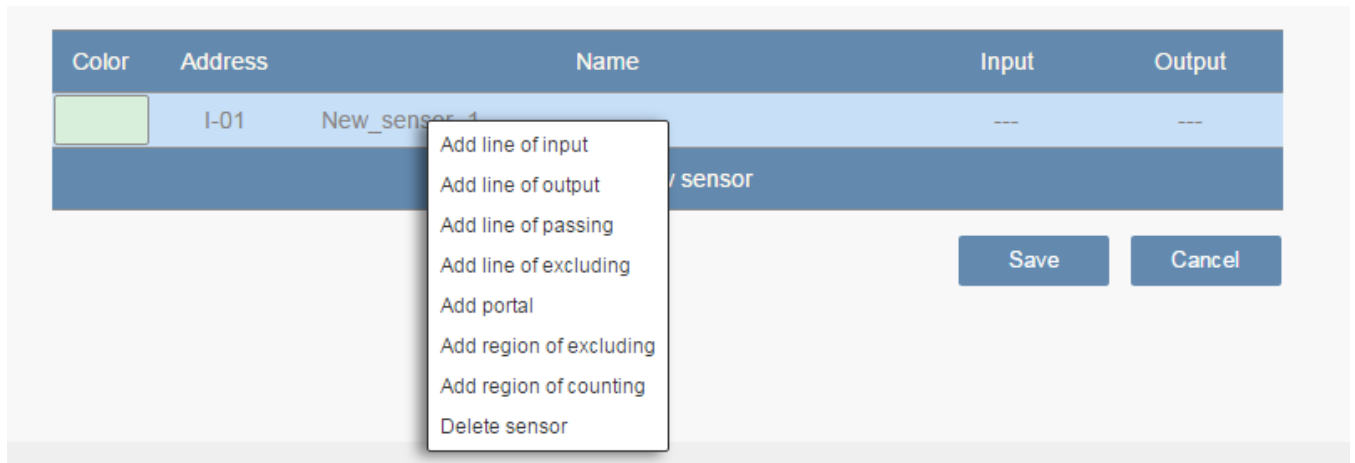 Color Address Name Input Output
I-01 New_sensor_1 --- ---
sensor
Add line of input
Add line of output
Add line of passing
Add line of excluding
Add portal
Add region of excluding
Add region of counting
Delete sensor
Save Cancel